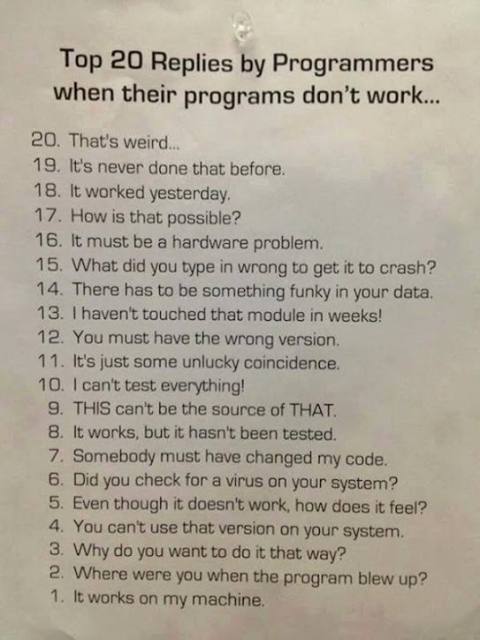 Top 20 Replies by Programmers
when their programs don't work...
20. That's weird...
19. It's never done that before.
18. It worked yesterday.
17. How is that possible?
16. It must be a hardware problem.
15. What did you type in wrong to get it to crash?
14. There has to be something funky in your data.
13. I haven't touched that module in weeks!
12. You must have the wrong version.
11. It's just some unlucky coincidence.
10. I can't test everything!
9. THIS can't be the source of THAT.
8. It works, but it hasn't been tested.
7. Somebody must have changed my code.
6. Did you check for a virus on your system?
5. Even though it doesn't work, how does it feel?
4. You can't use that version on your system.
3. Why do you want to do it that way?
2. Where were you when the program blew up?
1. It works on my machine.